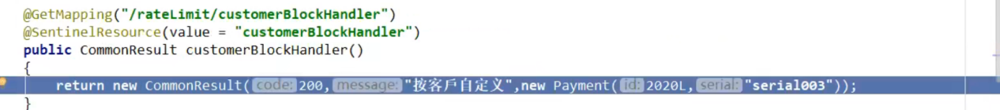 @GetMapping("/rateLimit/customerBlockHandler")
@SentinelResource(value = "customerBlockHandler")
public CommonResult customerBlockHandler()
{
return new CommonResult( code: 200, message: "按客戶自定义",new Payment( id: 2020L, serial: "serial003"));
}